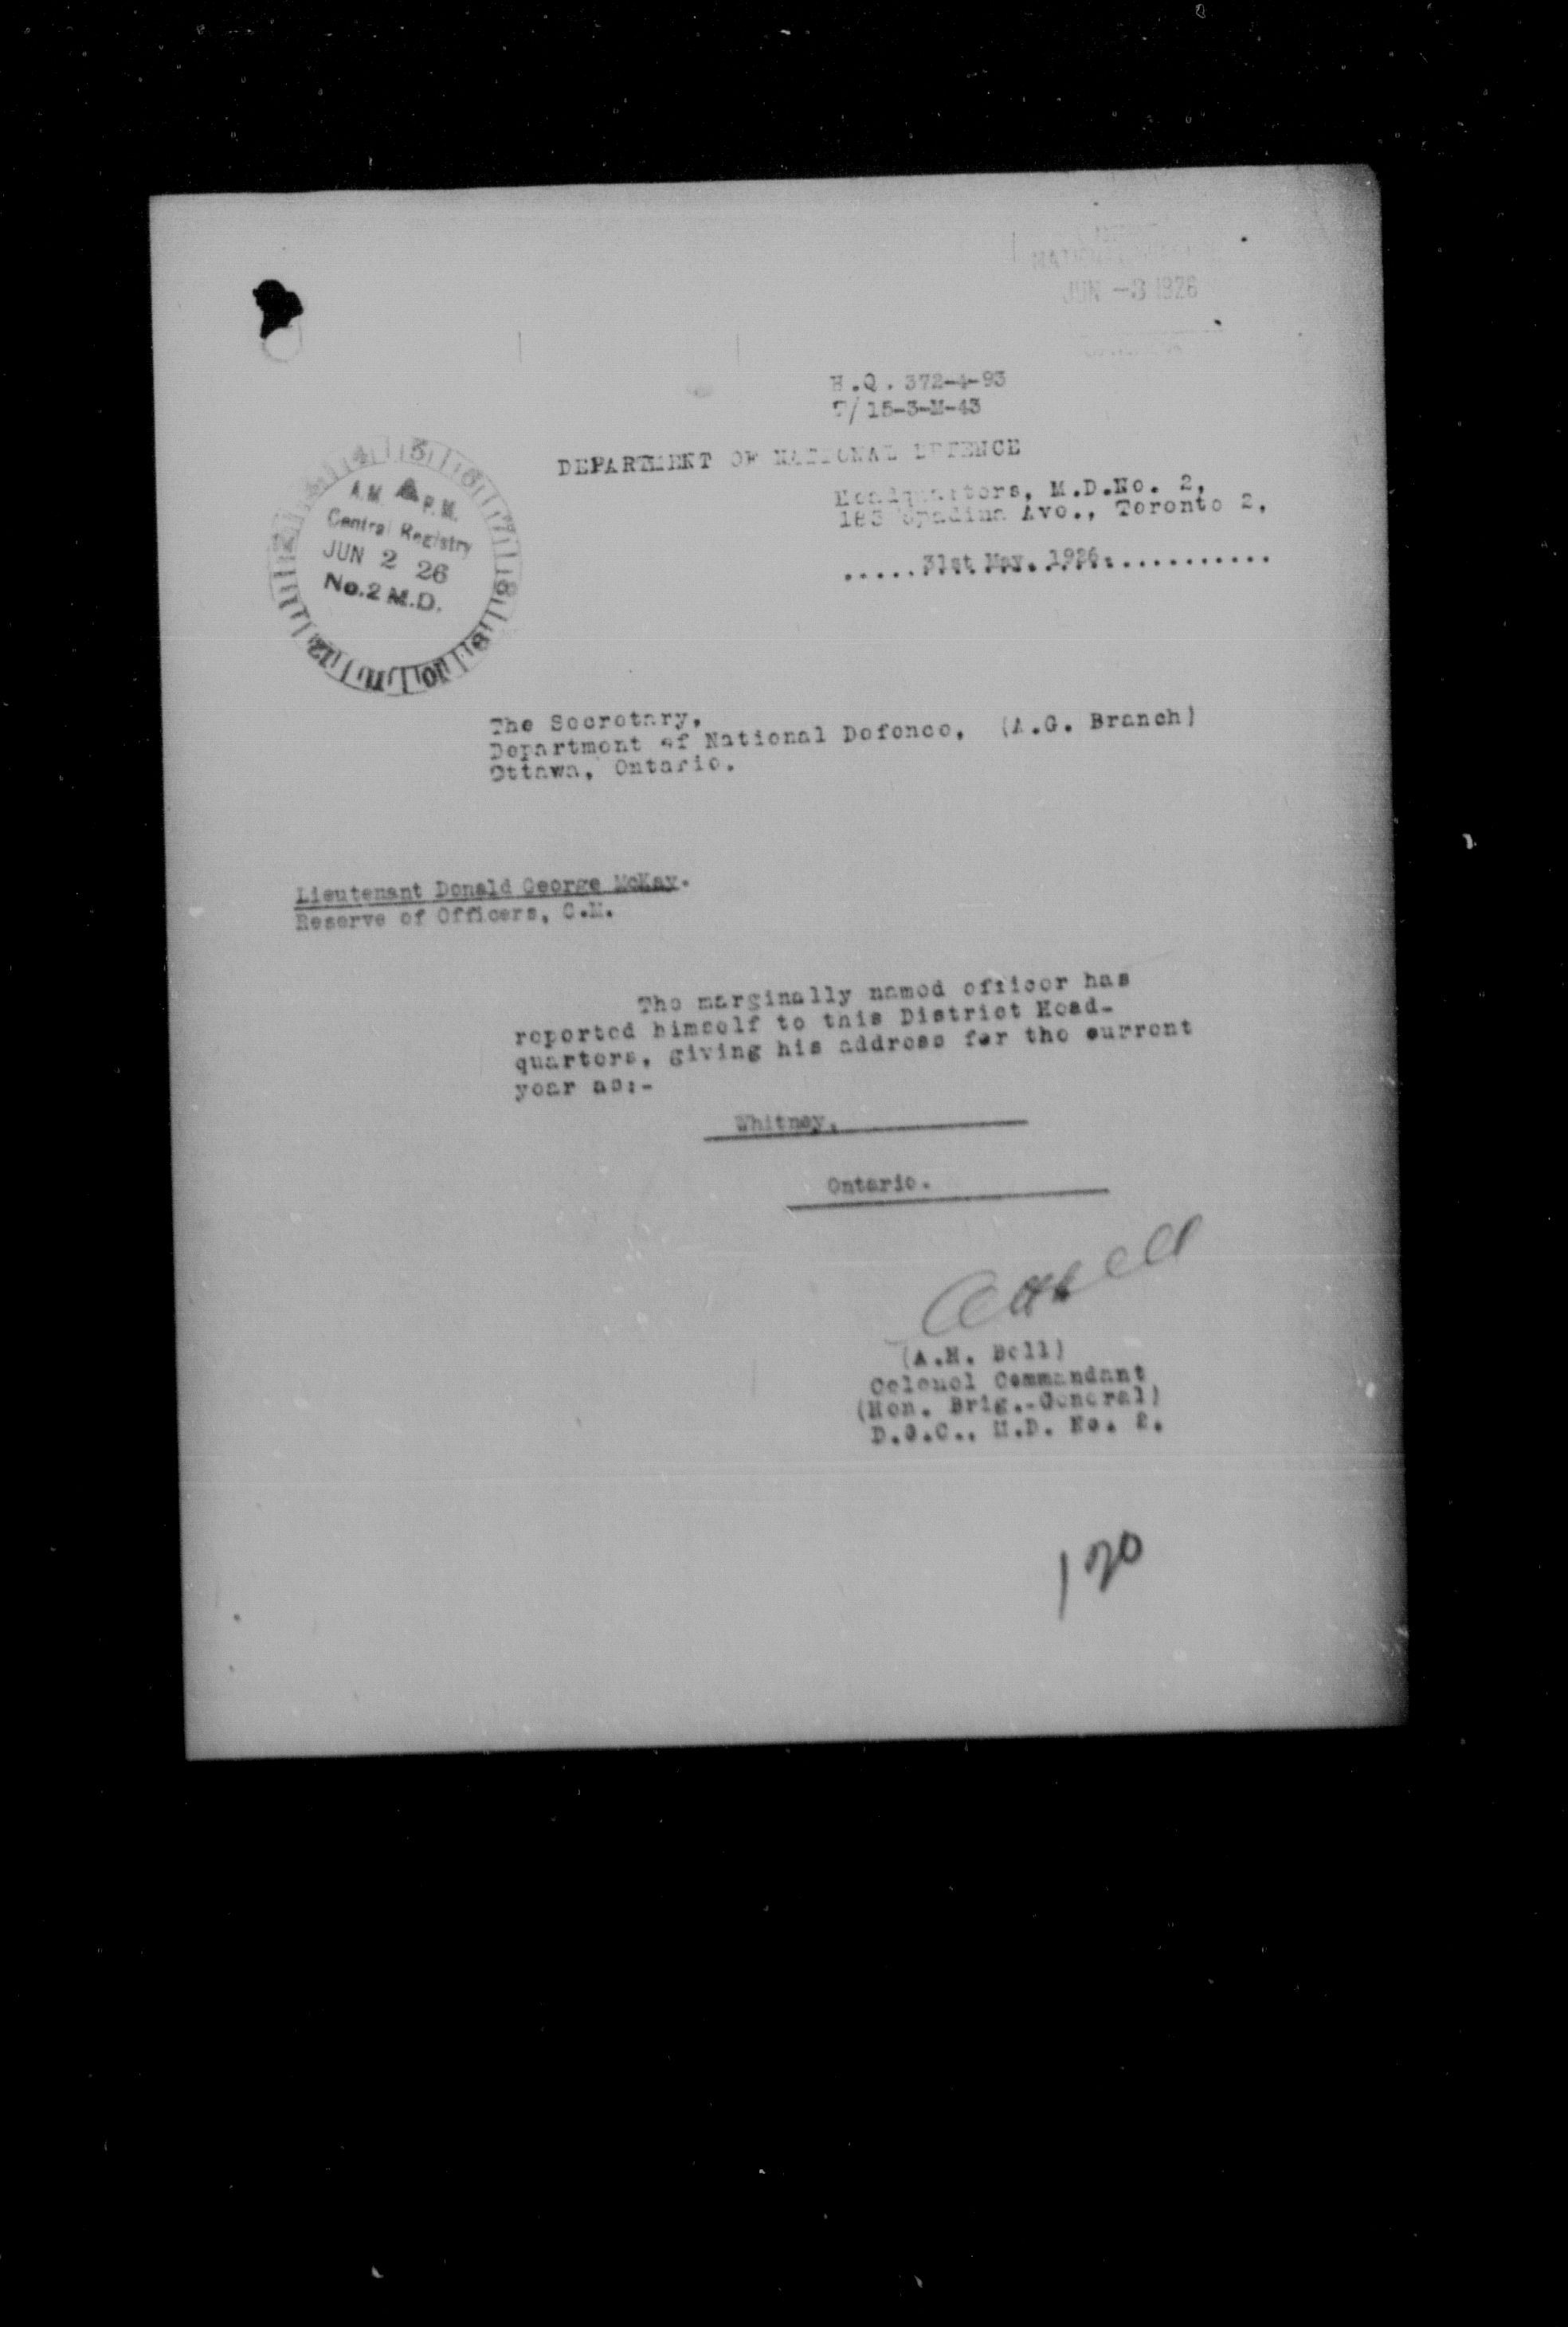 JUN -3 1926
H.Q. 372-4-93
T/15-3-M-43
DEPARTMENT OF NATIONAL DEFENCE
Headquarters, M.D.No. 2,
183 Spadina Ave., Toronto 2,
.....31st May, 1926............
A.M. P.M.
Central Registry
JUN 2 26
No.2 M.D.
The Secretary,
Department of National Defence, (A.G. Branch)
Ottawa, Ontario.
Lieutenant Donald George McKay.
Reserve of Officers, C.M.
The marginally named officer has
reported himself to this District Head-
quarters, giving his address for the current
year as:-
Whitney,
Ontario.
(A.H. Bell)
Colonel Commandant
(Hon. Brig.-General)
D.O.C., M.D. No. 2.
120